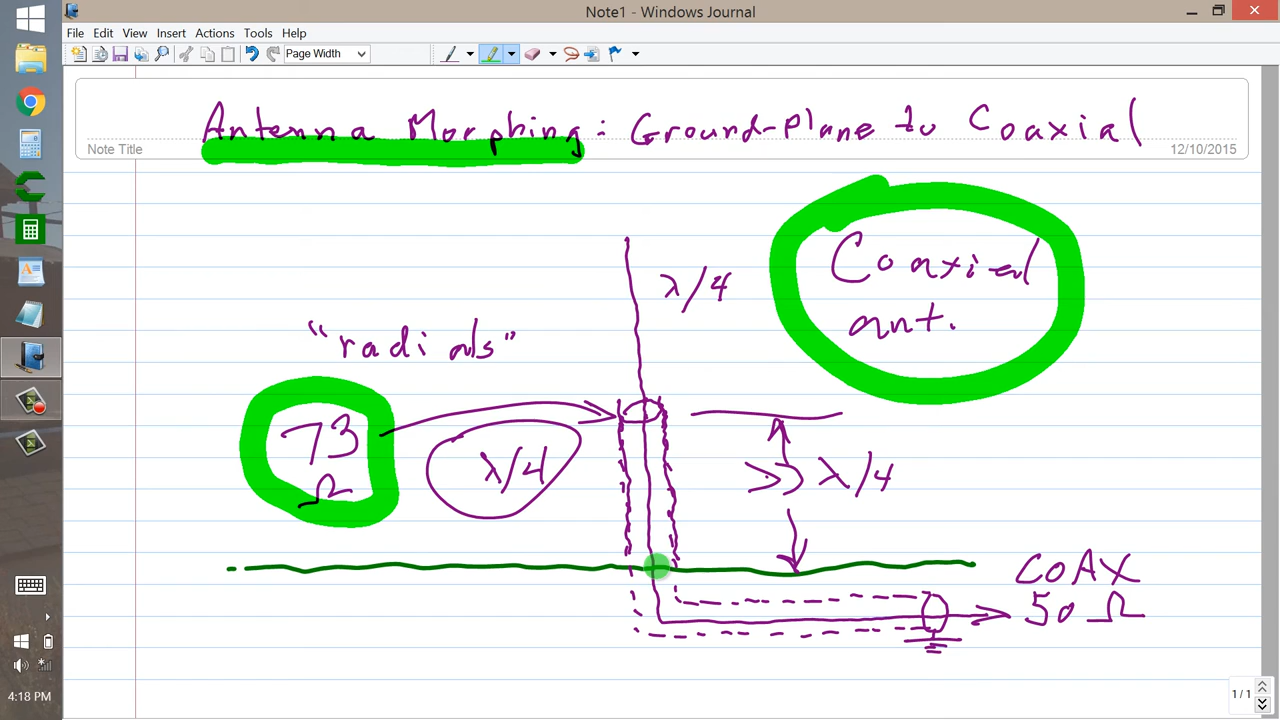 Note1 - Windows Journal
File Edit View Insert Actions Tools Help
Page Width
Antenna Morphing: Ground-Plane to Coaxial
Note Title
12/10/2015
Coaxial
ant.
λ/4
"radials"
73
Ω
λ/4
λ/4
COAX
50 Ω
4:18 PM
1/1